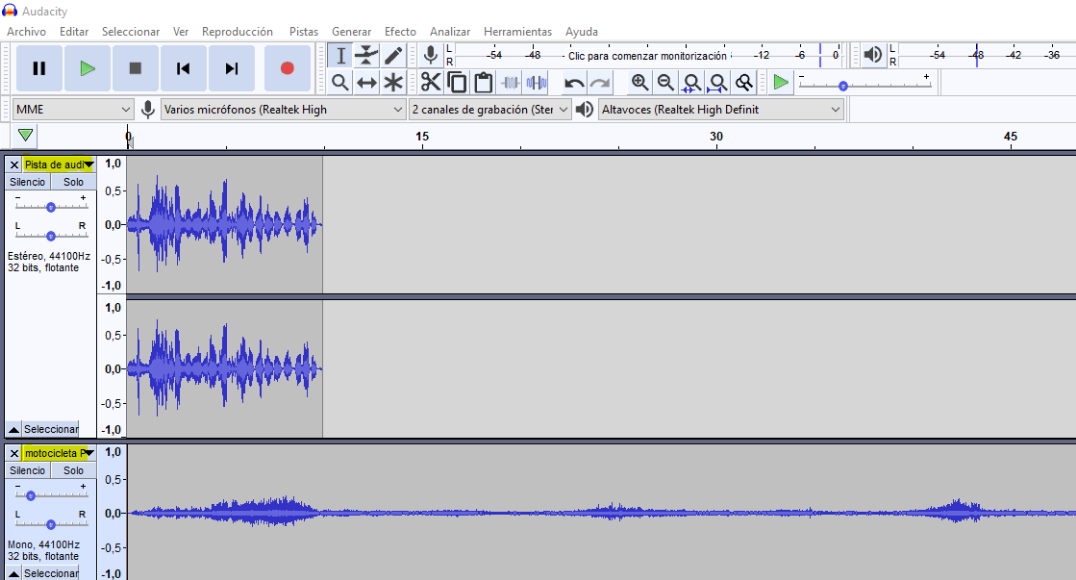 Audacity
Archivo Editar Seleccionar Ver Reproducción Pistas Generar Efecto Analizar Herramientas Ayuda
L R -54 -48 - Clic para comenzar monitorización -12 -6 0 L R -54 -48 -42 -36
- +
MME Varios micrófonos (Realtek High 2 canales de grabación (Ster Altavoces (Realtek High Definit
0 15 30 45
X Pista de audi 1,0
Silencio Solo
0,5
- +
L R 0,0
Estéreo, 44100Hz
32 bits, flotante
-0,5
-1,0
1,0
0,5
0,0
-0,5
Seleccionar -1,0
X motocicleta P 1,0
Silencio Solo
0,5
- +
L R 0,0
Mono, 44100Hz
32 bits, flotante
-0,5
Seleccionar -1,0